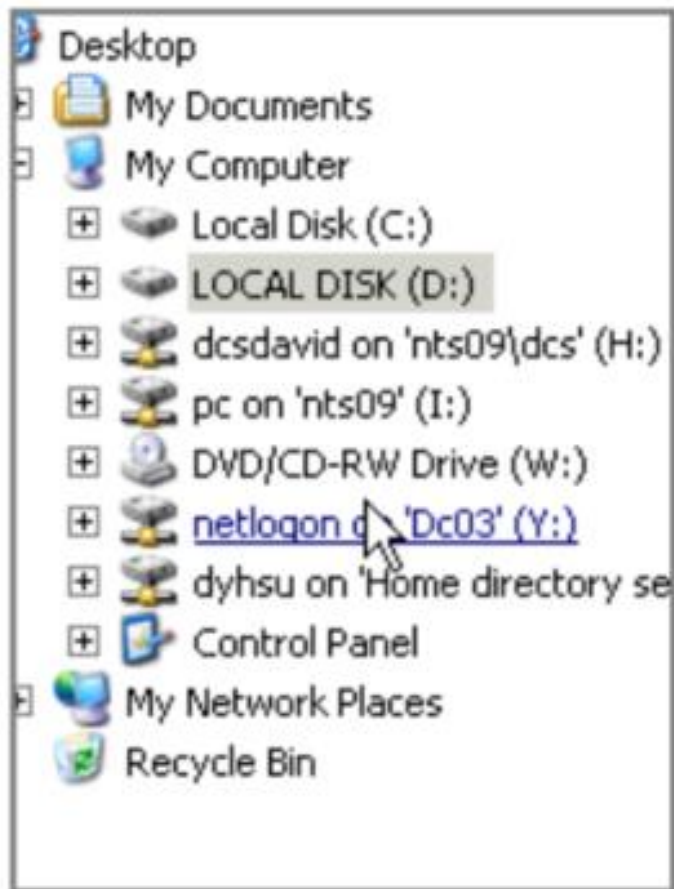 Desktop
My Documents
My Computer
Local Disk (C:)
LOCAL DISK (D:)
dcsdavid on 'nts09\dcs' (H:)
pc on 'nts09' (I:)
DVD/CD-RW Drive (W:)
netlogon on 'Dc03' (Y:)
dyhsu on 'Home directory se
Control Panel
My Network Places
Recycle Bin